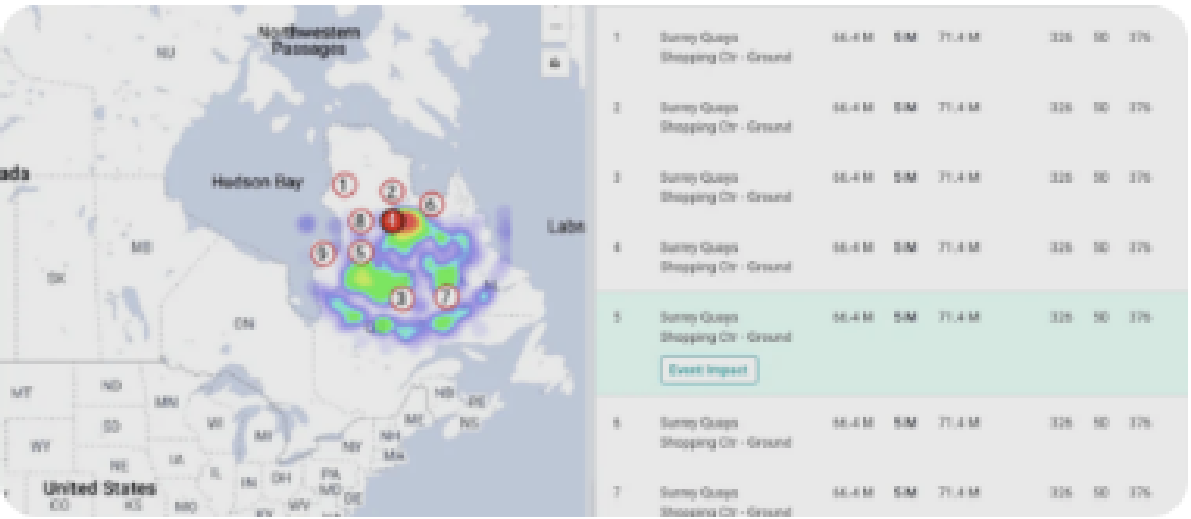 Northwestern
Passages
NU
Hudson Bay
ada
Labr
MB
SK
ON
MT
ND
MN
SD
WI
MI
WY
NE
IA
IL
IN
OH
PA
NY
NH
MA
ME
NB
PE
NS
MD
DE
United States
CO
KS
MO
KY
WV
1
2
6
8
4
9
5
3
7
1 Surrey Quays 66.4 M 5 M 71.4 M 326 50 376
Shopping Ctr - Ground
2 Surrey Quays 66.4 M 5 M 71.4 M 326 50 376
Shopping Ctr - Ground
3 Surrey Quays 66.4 M 5 M 71.4 M 326 50 376
Shopping Ctr - Ground
4 Surrey Quays 66.4 M 5 M 71.4 M 326 50 376
Shopping Ctr - Ground
5 Surrey Quays 66.4 M 5 M 71.4 M 326 50 376
Shopping Ctr - Ground
Event Impact
6 Surrey Quays 66.4 M 5 M 71.4 M 326 50 376
Shopping Ctr - Ground
7 Surrey Quays 66.4 M 5 M 71.4 M 326 50 376
Shopping Ctr - Ground